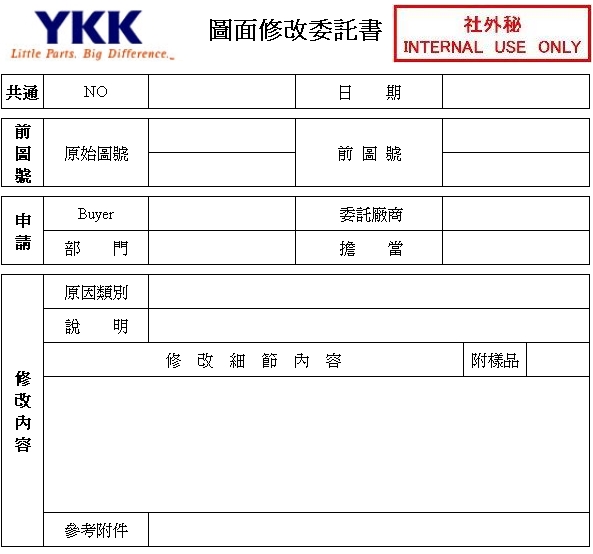 YKK
Little Parts. Big Difference.
圖面修改委託書
社外秘
INTERNAL USE ONLY
共通 NO 日 期
前圖號 原始圖號 前 圖 號
申請 Buyer 委託廠商
部 門 擔 當
修改內容 原因類別
說 明
修 改 細 節 內 容 附樣品
參考附件